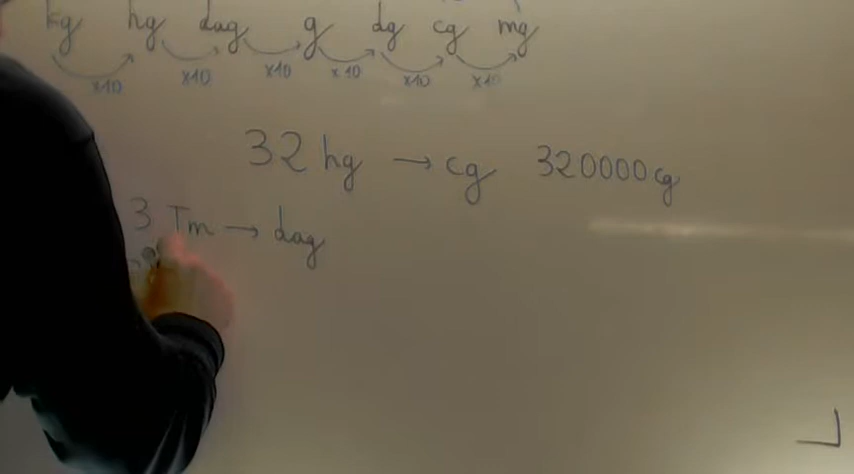 kg hg dag g dg cg mg
x10 x10 x10 x10 x10 x10
32 hg → cg 320000 cg
3 Tm → dag